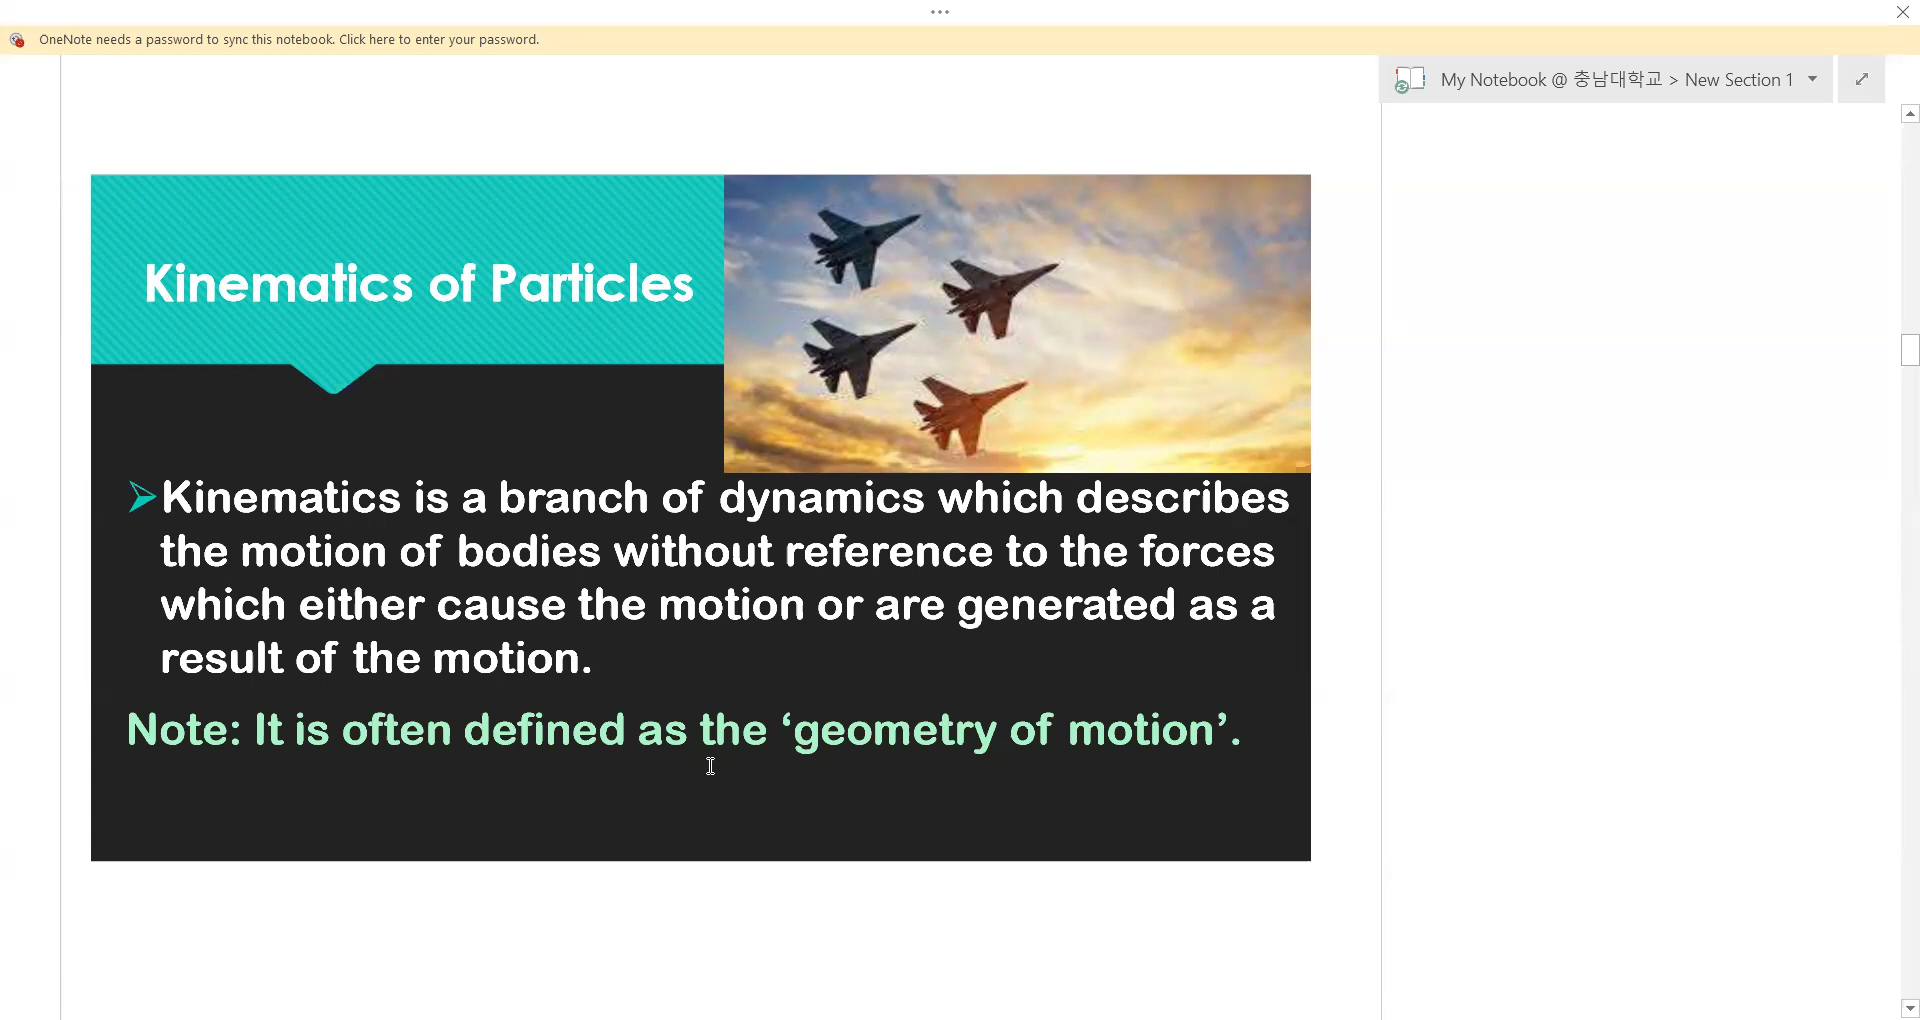 OneNote needs a password to sync this notebook. Click here to enter your password.
My Notebook @ 충남대학교 > New Section 1
Kinematics of Particles
Kinematics is a branch of dynamics which describes
the motion of bodies without reference to the forces
which either cause the motion or are generated as a
result of the motion.
Note: It is often defined as the ‘geometry of motion’.